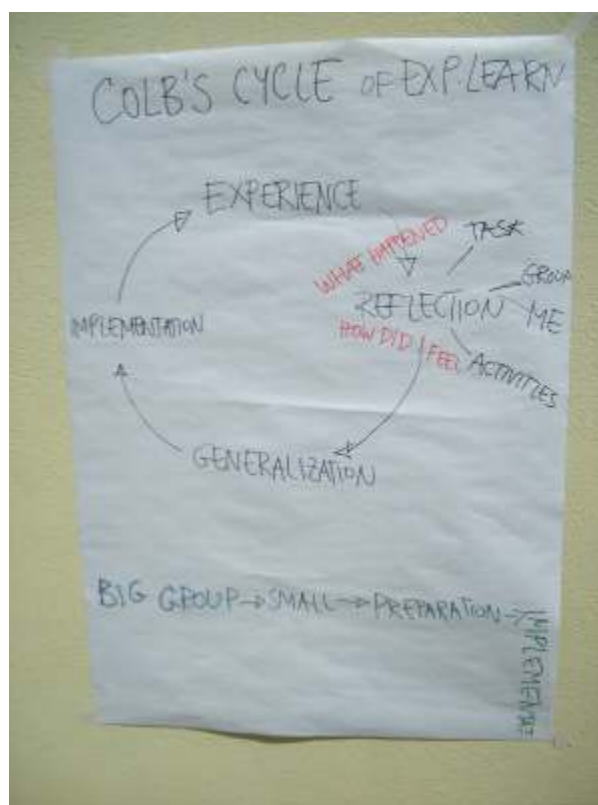 COLB'S CYCLE OF EXP.LEARN
EXPERIENCE
WHAT HAPPENED
TASK
GROUP
REFLECTION
ME
IMPLEMENTATION
HOW DID I FEEL
ACTIVITIES
GENERALIZATION
BIG GROUP → SMALL → PREPARATION →